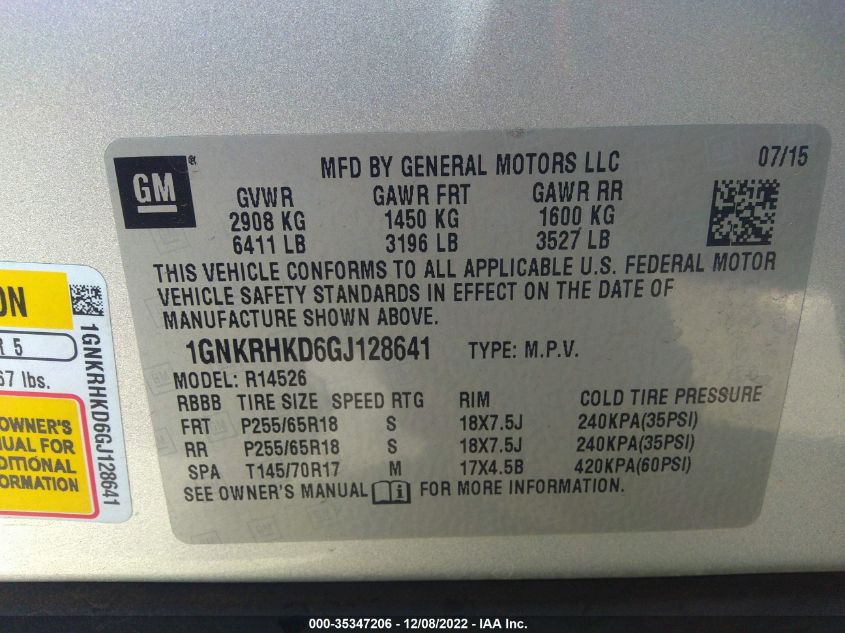 GM
®
MFD BY GENERAL MOTORS LLC
07/15
GVWR GAWR FRT GAWR RR
2908 KG 1450 KG 1600 KG
6411 LB 3196 LB 3527 LB
THIS VEHICLE CONFORMS TO ALL APPLICABLE U.S. FEDERAL MOTOR
VEHICLE SAFETY STANDARDS IN EFFECT ON THE DATE OF
MANUFACTURE SHOWN ABOVE.
1GNKRHKD6GJ128641 TYPE: M.P.V.
MODEL: R14526
RBBB TIRE SIZE SPEED RTG RIM COLD TIRE PRESSURE
FRT P255/65R18 S 18X7.5J 240KPA(35PSI)
RR P255/65R18 S 18X7.5J 240KPA(35PSI)
SPA T145/70R17 M 17X4.5B 420KPA(60PSI)
SEE OWNER'S MANUAL FOR MORE INFORMATION.
ON
R 5
67 lbs.
OWNER'S
NUAL FOR
DITIONAL
ORMATION
1GNKRHKD6GJ128641
000-35347206 - 12/08/2022 - IAA Inc.